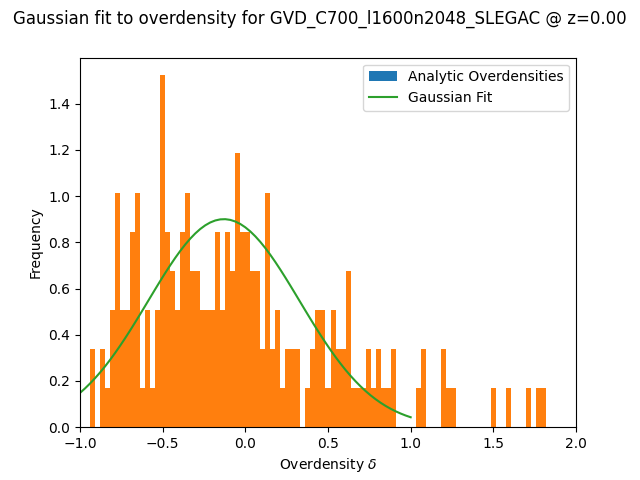 Gaussian fit to overdensity for GVD_C700_l1600n2048_SLEGAC @ z=0.00
Analytic Overdensities
Gaussian Fit
1.4
1.2
1.0
0.8
0.6
0.4
0.2
0.0
Frequency
−1.0 −0.5 0.0 0.5 1.0 1.5 2.0
Overdensity δ